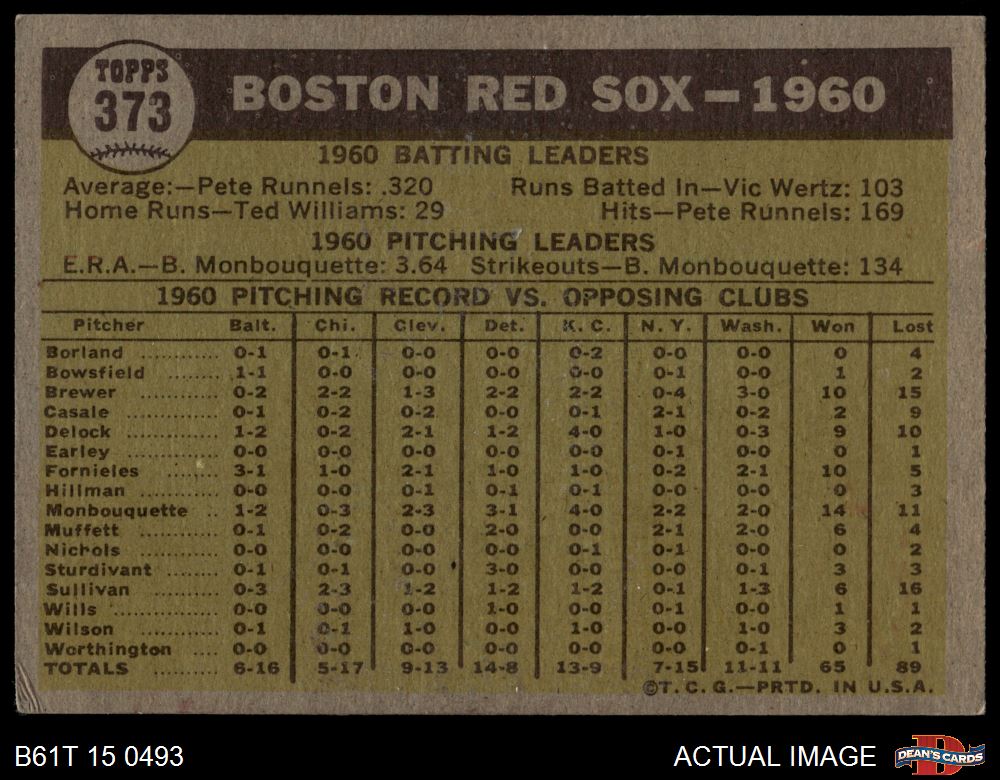 TOPPS
373
BOSTON RED SOX — 1960
1960 BATTING LEADERS
Average:—Pete Runnels: .320 Runs Batted In—Vic Wertz: 103
Home Runs—Ted Williams: 29 Hits—Pete Runnels: 169
1960 PITCHING LEADERS
E.R.A.—B. Monbouquette: 3.64 Strikeouts—B. Monbouquette: 134
1960 PITCHING RECORD VS. OPPOSING CLUBS
Pitcher Balt. Chi. Clev. Det. K. C. N. Y. Wash. Won Lost
Borland ........... 0-1 0-1 0-0 0-0 0-2 0-0 0-0 0 4
Bowsfield ........ 1-1 0-0 0-0 0-0 0-0 0-1 0-0 1 2
Brewer ........... 0-2 2-2 1-3 2-2 2-2 0-4 3-0 10 15
Casale ........... 0-1 0-2 0-2 0-0 0-1 2-1 0-2 2 9
Delock ........... 1-2 0-2 2-1 1-2 4-0 1-0 0-3 9 10
Earley ........... 0-0 0-0 0-0 0-0 0-0 0-1 0-0 0 1
Fornieles ........ 3-1 1-0 2-1 1-0 1-0 0-2 2-1 10 5
Hillman ........... 0-0 0-0 0-1 0-1 0-1 0-0 0-0 0 3
Monbouquette .. 1-2 0-3 2-3 3-1 4-0 2-2 2-0 14 11
Muffett ........... 0-1 0-2 0-0 2-0 0-0 2-1 2-0 6 4
Nichols ........... 0-0 0-0 0-0 0-0 0-1 0-1 0-0 0 2
Sturdivant ........ 0-1 0-1 0-0 3-0 0-0 0-0 0-1 3 3
Sullivan ........... 0-3 2-3 1-2 1-2 1-2 0-1 1-3 6 16
Wills ............... 0-0 0-0 0-0 1-0 0-0 0-1 0-0 1 1
Wilson ........... 0-1 0-1 1-0 0-0 1-0 0-0 1-0 3 2
Worthington .... 0-0 0-0 0-0 0-0 0-0 0-0 0-1 0 1
TOTALS 6-16 5-17 9-13 14-8 13-9 7-15 11-11 65 89
©T. C. G.—PRTD. IN U.S.A.
B61T 15 0493 ACTUAL IMAGE DEAN'S CARDS